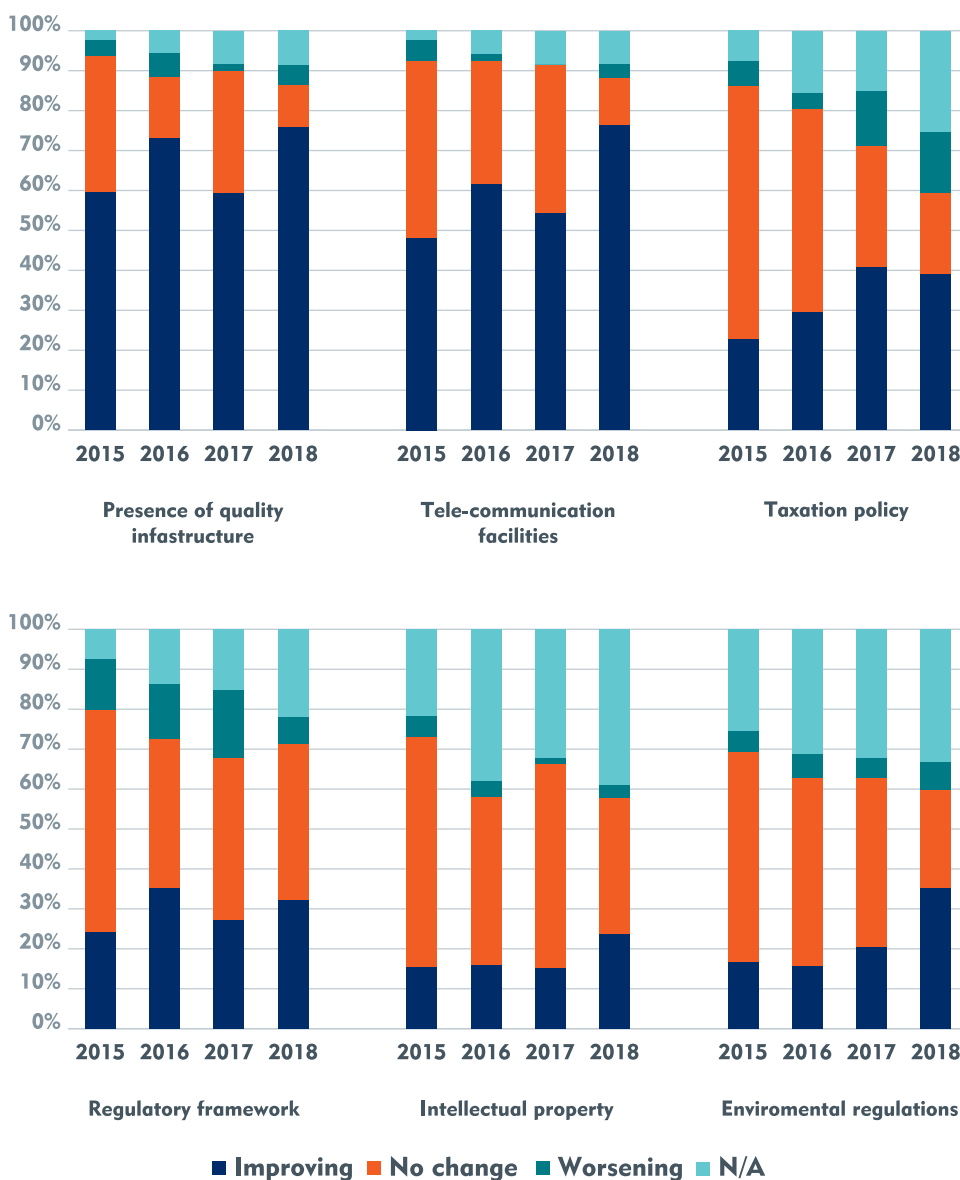 100%
90%
80%
70%
60%
50%
40%
30%
20%
10%
0%
2015 2016 2017 2018 2015 2016 2017 2018 2015 2016 2017 2018
Presence of quality
infastructure
Tele-communication
facilities
Taxation policy
100%
90%
80%
70%
60%
50%
40%
30%
20%
10%
0%
2015 2016 2017 2018 2015 2016 2017 2018 2015 2016 2017 2018
Regulatory framework Intellectual property Enviromental regulations
Improving No change Worsening N/A